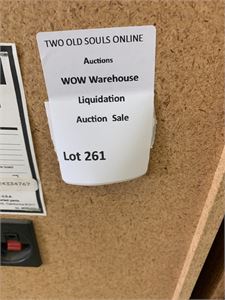 TWO OLD SOULS ONLINE
Auctions
WOW Warehouse
Liquidation
Auction Sale
Lot 261